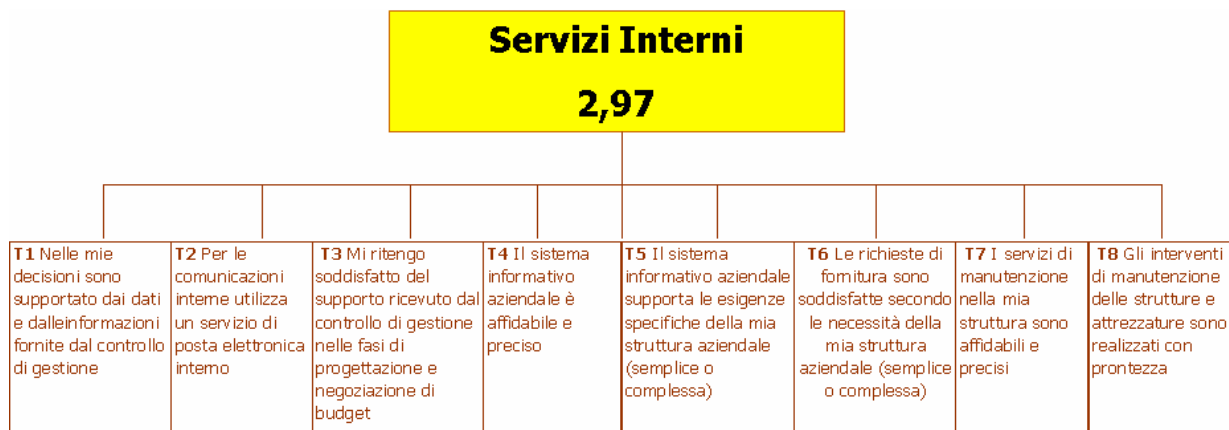 Servizi Interni
2,97
T1 Nelle mie
decisioni sono
supportato dai dati
e dalleinformazioni
fornite dal controllo
di gestione
T2 Per le
comunicazioni
interne utilizza
un servizio di
posta elettronica
interno
T3 Mi ritengo
soddisfatto del
supporto ricevuto dal
controllo di gestione
nelle fasi di
progettazione e
negoziazione di
budget
T4 Il sistema
informativo
aziendale è
affidabile e
preciso
T5 Il sistema
informativo aziendale
supporta le esigenze
specifiche della mia
struttura aziendale
(semplice o
complessa)
T6 Le richieste di
fornitura sono
soddisfatte secondo
le necessità della
mia struttura
aziendale (semplice
o complessa)
T7 I servizi di
manutenzione
nella mia
struttura sono
affidabili e
precisi
T8 Gli interventi
di manutenzione
delle strutture e
attrezzature sono
realizzati con
prontezza